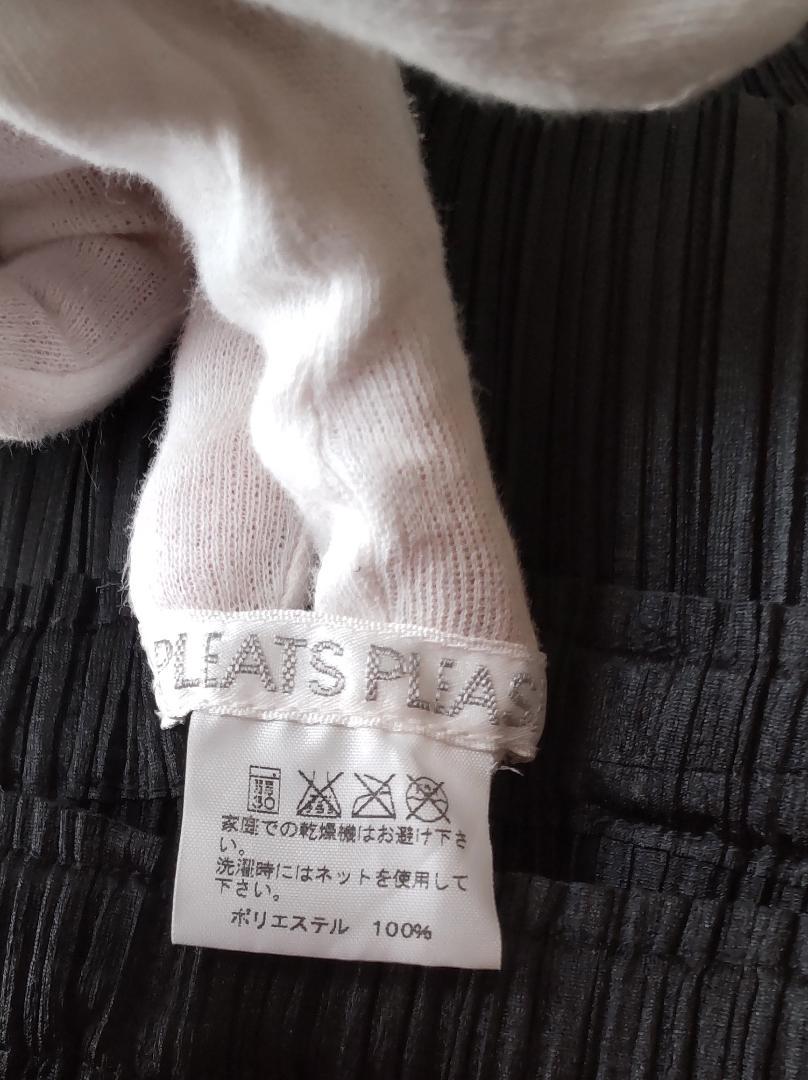 PLEATS PLEAS
弱
30
家庭での乾燥機はお避け下さ
い。
洗濯時にはネットを使用して
下さい。
ポリエステル 100%